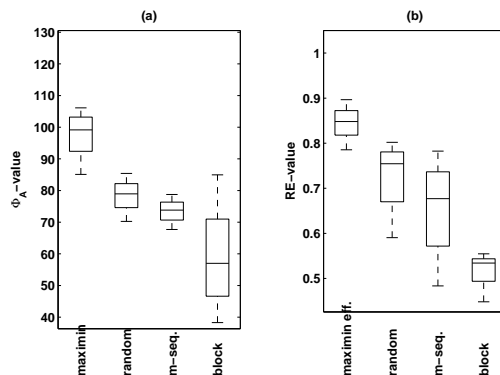 (a)
130
120
110
100
90
80
70
60
50
40
Φ_A−value
maximin
random
m−seq.
block
(b)
1
0.9
0.8
0.7
0.6
0.5
RE−value
maximin eff.
random
m−seq.
block